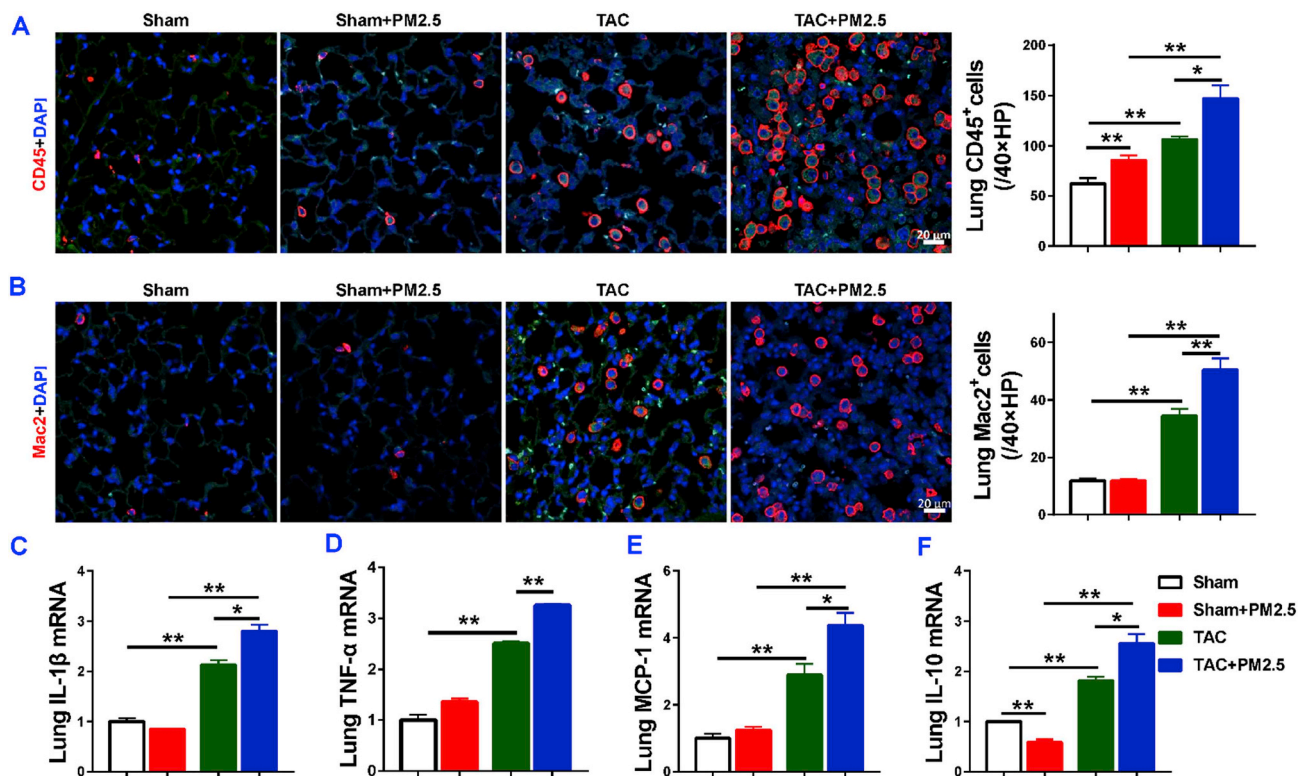 A
Sham
Sham+PM2.5
TAC
TAC+PM2.5
CD45+DAPI
20 µm
Lung CD45+cells
(/40×HP)
200
150
100
50
0
**
**
*
**
B
Sham
Sham+PM2.5
TAC
TAC+PM2.5
Mac2+DAPI
20 µm
Lung Mac2+cells
(/40×HP)
60
40
20
0
**
**
**
C
Lung IL-1β mRNA
4
3
2
1
0
**
*
**
D
Lung TNF-α mRNA
4
3
2
1
0
**
**
E
Lung MCP-1 mRNA
6
4
2
0
**
*
**
F
Lung IL-10 mRNA
4
3
2
1
0
**
*
**
**
Sham
Sham+PM2.5
TAC
TAC+PM2.5